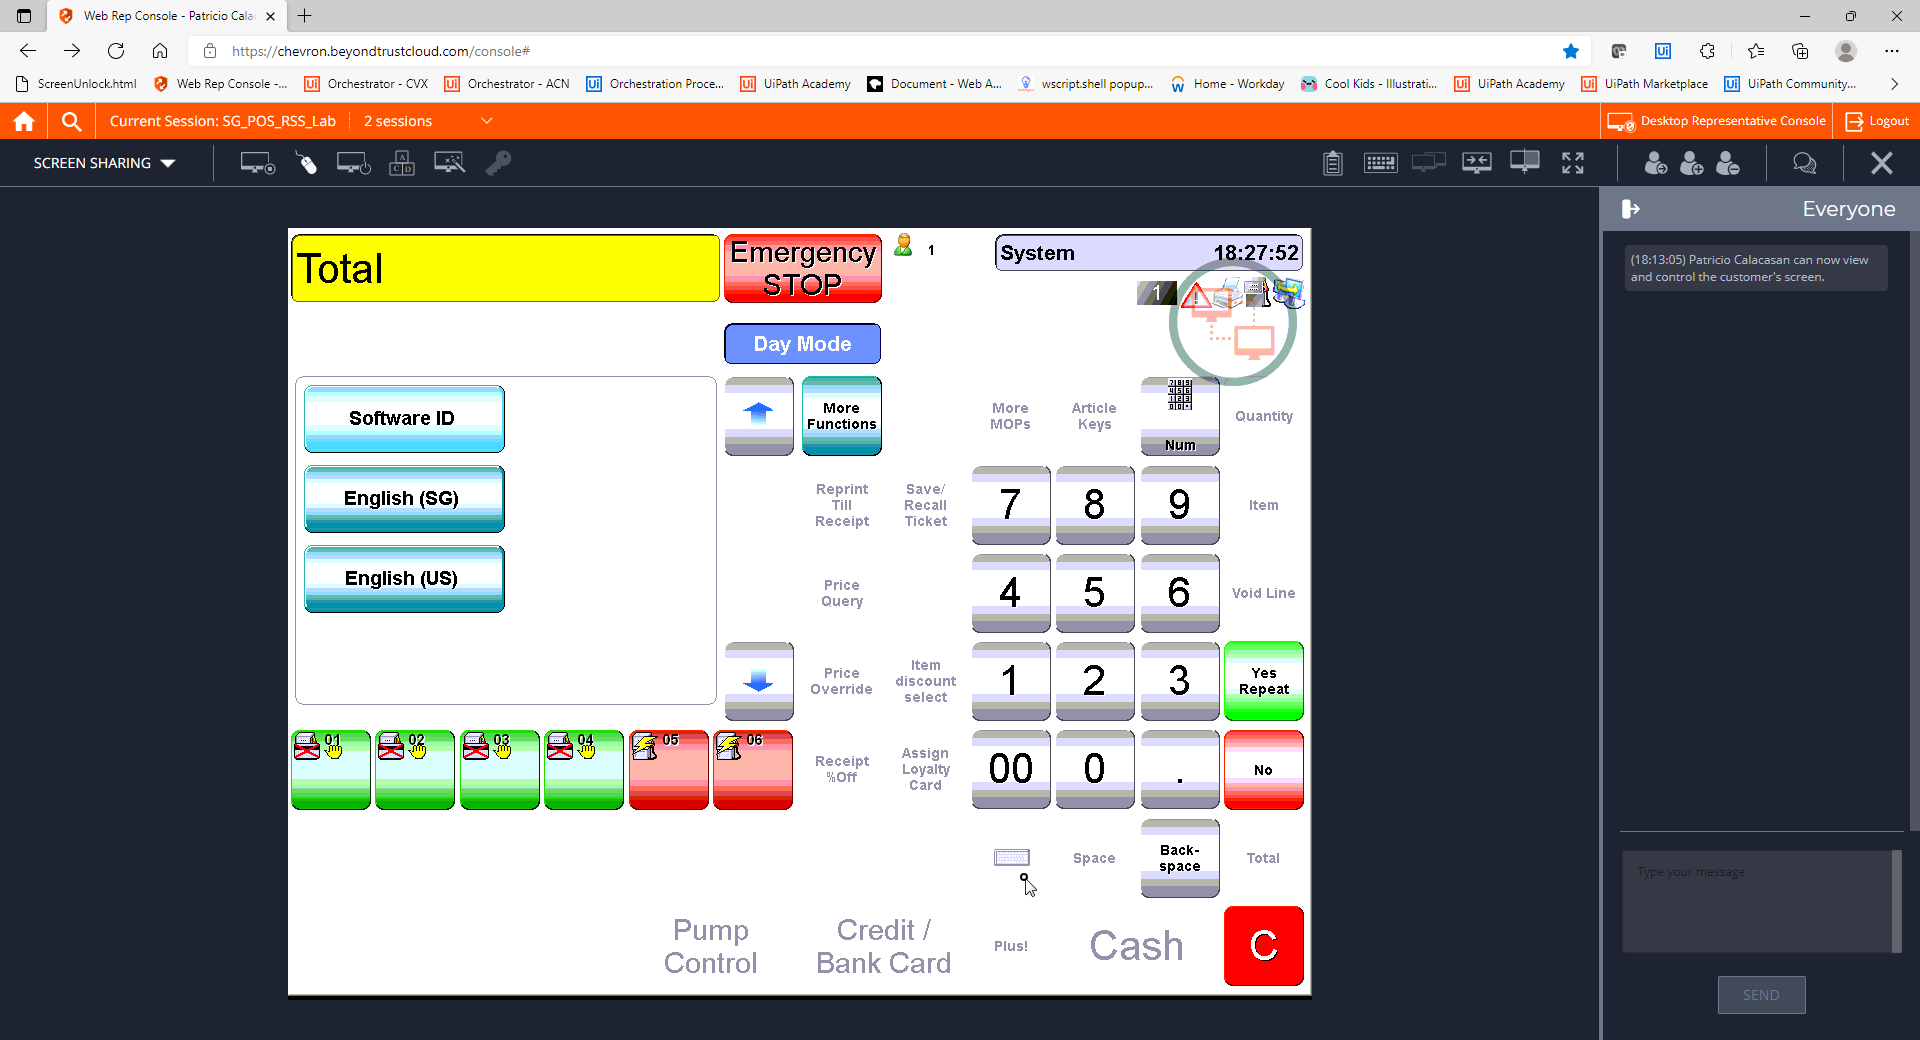 Web Rep Console - Patricio Cala
https://chevron.beyondtrustcloud.com/console#
ScreenUnlock.html
Web Rep Console -...
Orchestrator - CVX
Orchestrator - ACN
Orchestration Proce...
UiPath Academy
Document - Web A...
wscript.shell popup...
Home - Workday
Cool Kids - Illustrati...
UiPath Academy
UiPath Marketplace
UiPath Community...
Current Session: SG_POS_RSS_Lab
2 sessions
Desktop Representative Console
Logout
SCREEN SHARING
Everyone
(18:13:05) Patricio Calacasan can now view
and control the customer's screen.
Total
Emergency
STOP
1
System
18:27:52
1
Day Mode
Software ID
English (SG)
English (US)
More
Functions
More
MOPs
Article
Keys
Num
Quantity
Reprint
Till
Receipt
Save/
Recall
Ticket
7
8
9
Item
Price
Query
4
5
6
Void Line
Price
Override
Item
discount
select
1
2
3
Yes
Repeat
01
02
03
04
05
06
Receipt
%Off
Assign
Loyalty
Card
00
0
.
No
Space
Back-
space
Total
Pump
Control
Credit /
Bank Card
Plus!
Cash
C
Type your message
SEND